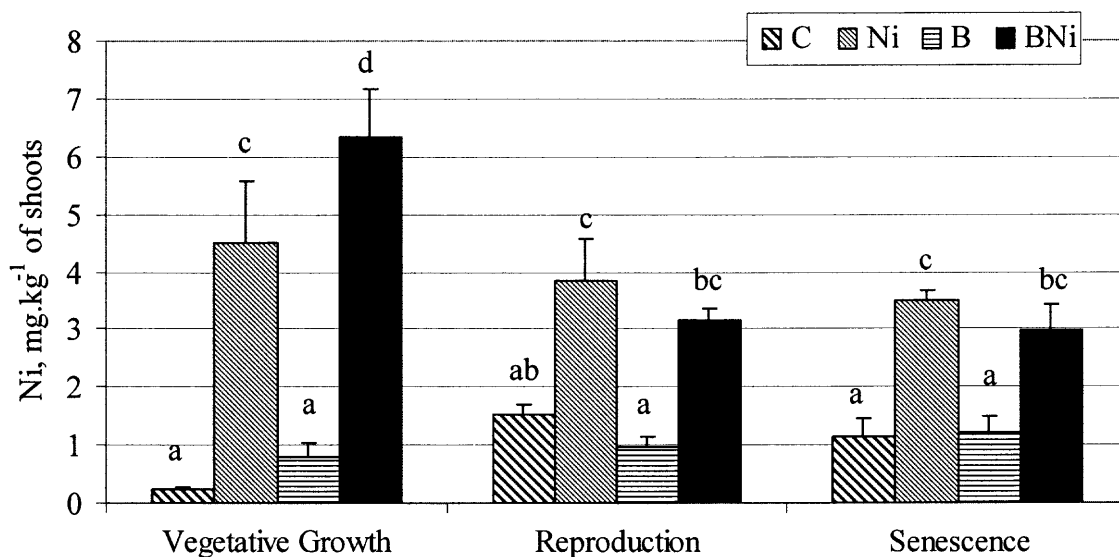 C Ni B BNi
8
7
6
5
4
3
2
1
0
Ni, mg.kg⁻¹ of shoots
a c a d
ab c a bc
a c a bc
Vegetative Growth Reproduction Senescence